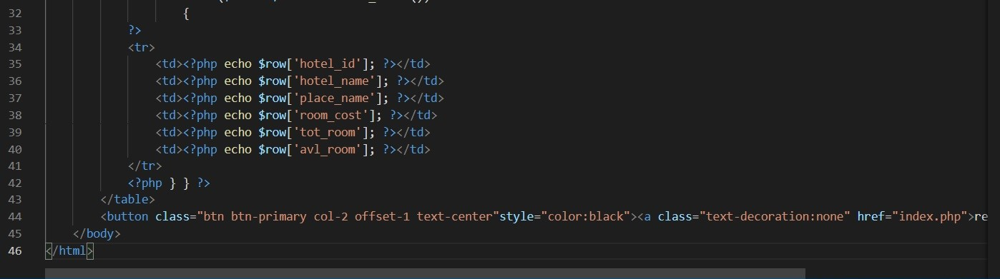 32 {
33 ?>
34 <tr>
35 <td><?php echo $row['hotel_id']; ?></td>
36 <td><?php echo $row['hotel_name']; ?></td>
37 <td><?php echo $row['place_name']; ?></td>
38 <td><?php echo $row['room_cost']; ?></td>
39 <td><?php echo $row['tot_room']; ?></td>
40 <td><?php echo $row['avl_room']; ?></td>
41 </tr>
42 <?php } } ?>
43 </table>
44 <button class="btn btn-primary col-2 offset-1 text-center"style="color:black"><a class="text-decoration:none" href="index.php">re
45 </body>
46 </html>